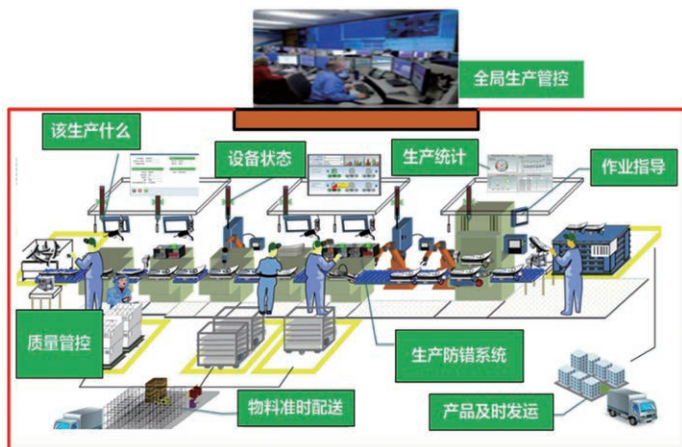 全局生产管控
该生产什么
设备状态
生产统计
作业指导
质量管控
生产防错系统
物料准时配送
产品及时发运